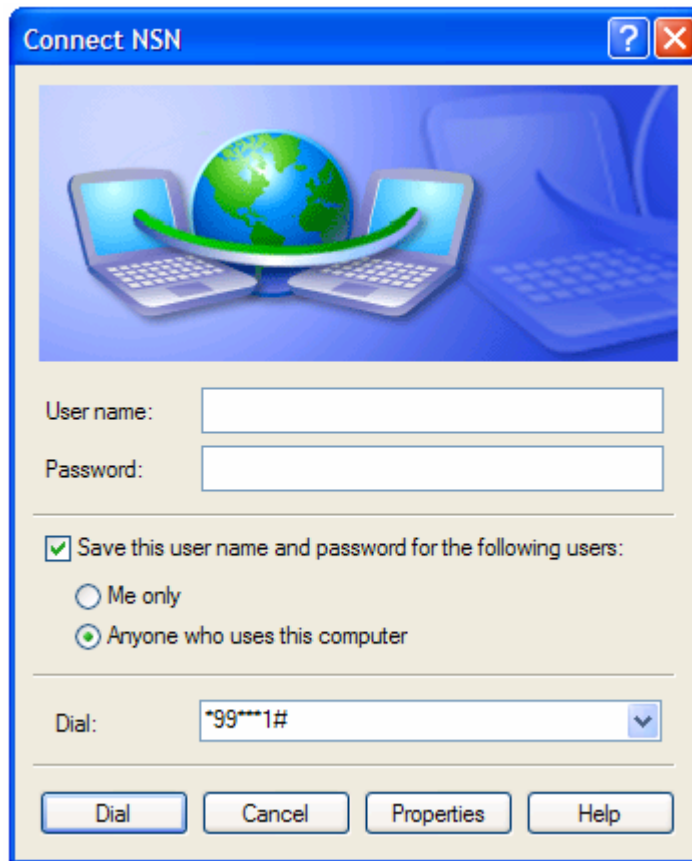 Connect NSN
User name:
Password:
Save this user name and password for the following users:
Me only
Anyone who uses this computer
Dial: *99***1#
Dial Cancel Properties Help